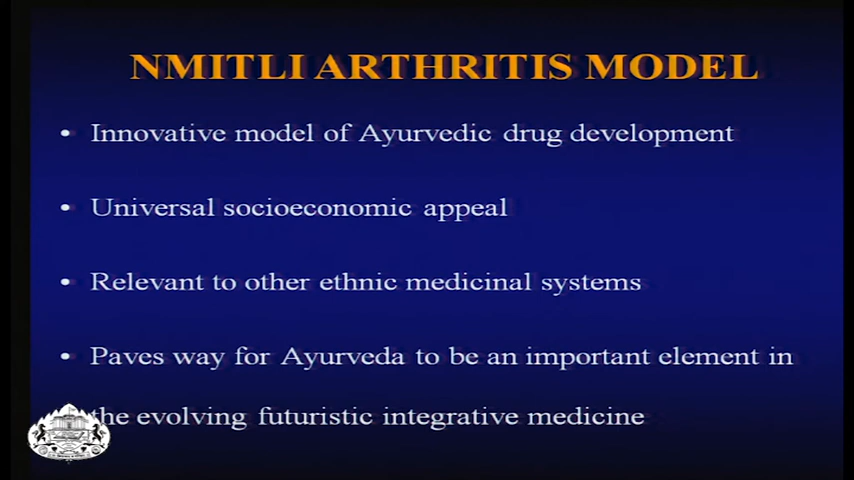 NMITLI ARTHRITIS MODEL
• Innovative model of Ayurvedic drug development
• Universal socioeconomic appeal
• Relevant to other ethnic medicinal systems
• Paves way for Ayurveda to be an important element in
the evolving futuristic integrative medicine